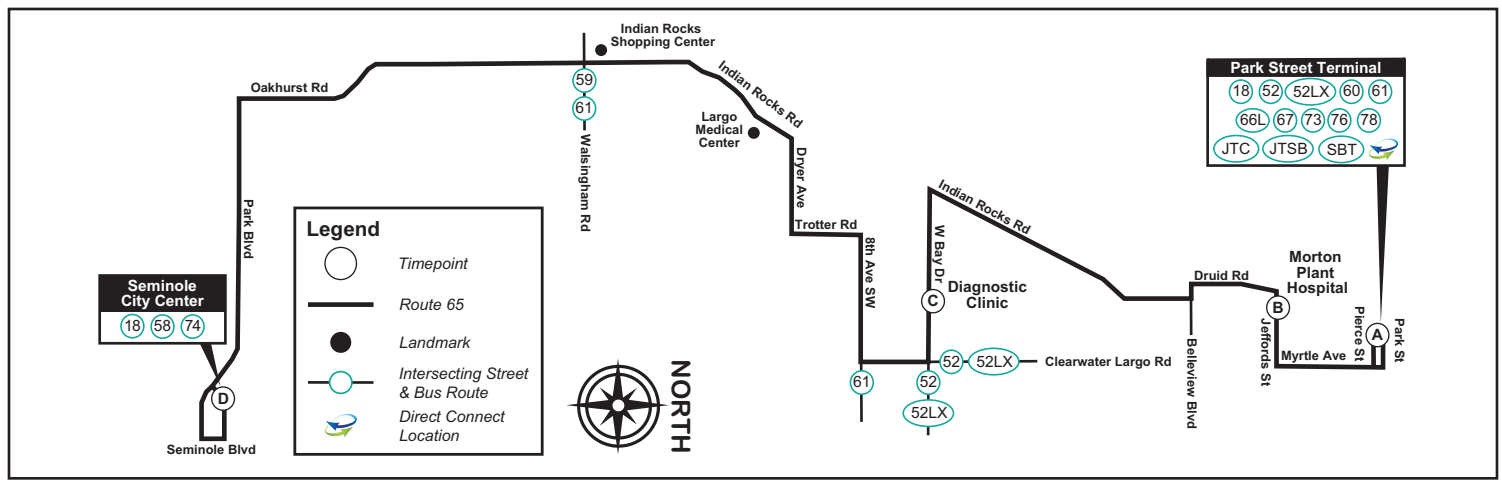 Indian Rocks
Shopping Center
59
61
Walsingham Rd
Oakhurst Rd
Park Blvd
Indian Rocks Rd
Largo
Medical
Center
Dryer Ave
Trotter Rd
8th Ave SW
61
W Bay Dr
C
Diagnostic
Clinic
Indian Rocks Rd
52
52LX
Clearwater Largo Rd
52
52LX
Belleview Blvd
Druid Rd
Morton
Plant
Hospital
B
Jeffords St
Myrtle Ave
Pierce St
A
Park St
Park Street Terminal
18 52 52LX 60 61
66L 67 73 76 78
JTC JTSB SBT
Seminole
City Center
18 58 74
D
Seminole Blvd
Legend
Timepoint
Route 65
Landmark
Intersecting Street
& Bus Route
Direct Connect
Location
NORTH